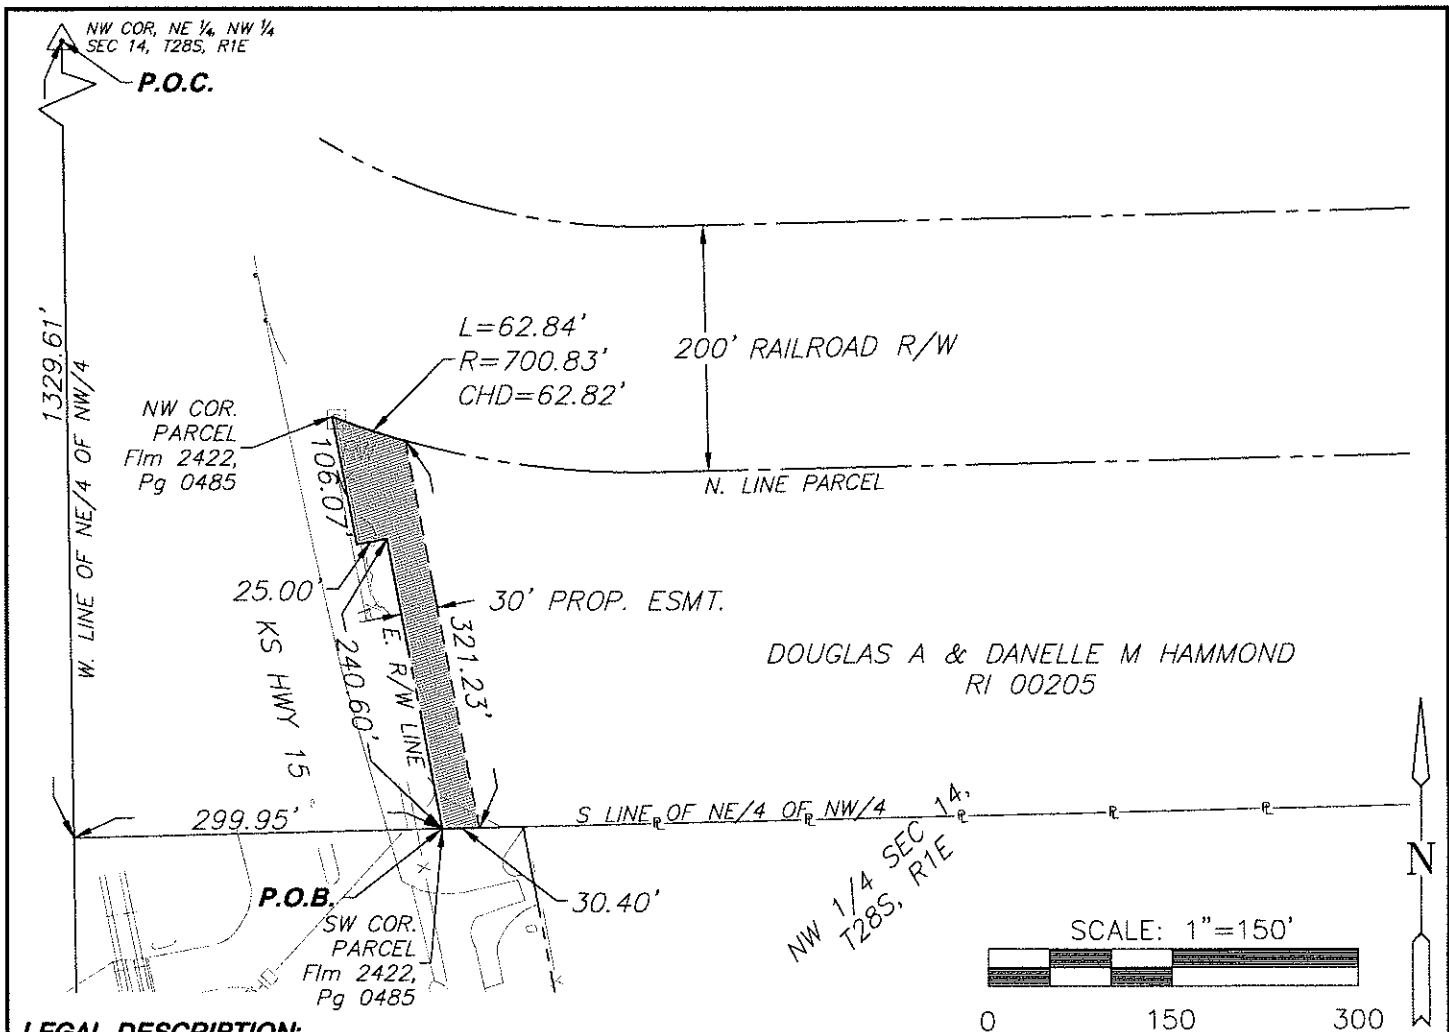 NW COR, NE ¼, NW ¼
SEC 14, T28S, R1E
P.O.C.
1329.61'
W. LINE OF NE/4 OF NW/4
L=62.84'
R=700.83'
CHD=62.82'
200' RAILROAD R/W
NW COR.
PARCEL
Flm 2422,
Pg 0485
106.07'
N. LINE PARCEL
25.00'
30' PROP. ESMT.
KS HWY 15
240.60'
E. R/W LINE
321.23'
DOUGLAS A & DANELLE M HAMMOND
RI 00205
299.95'
S LINE OF NE/4 OF NW/4
P.O.B.
30.40'
SW COR.
PARCEL
Flm 2422,
Pg 0485
NW 1/4 SEC 14,
T28S, R1E
SCALE: 1"=150'
0 150 300
N
LEGAL DESCRIPTION: